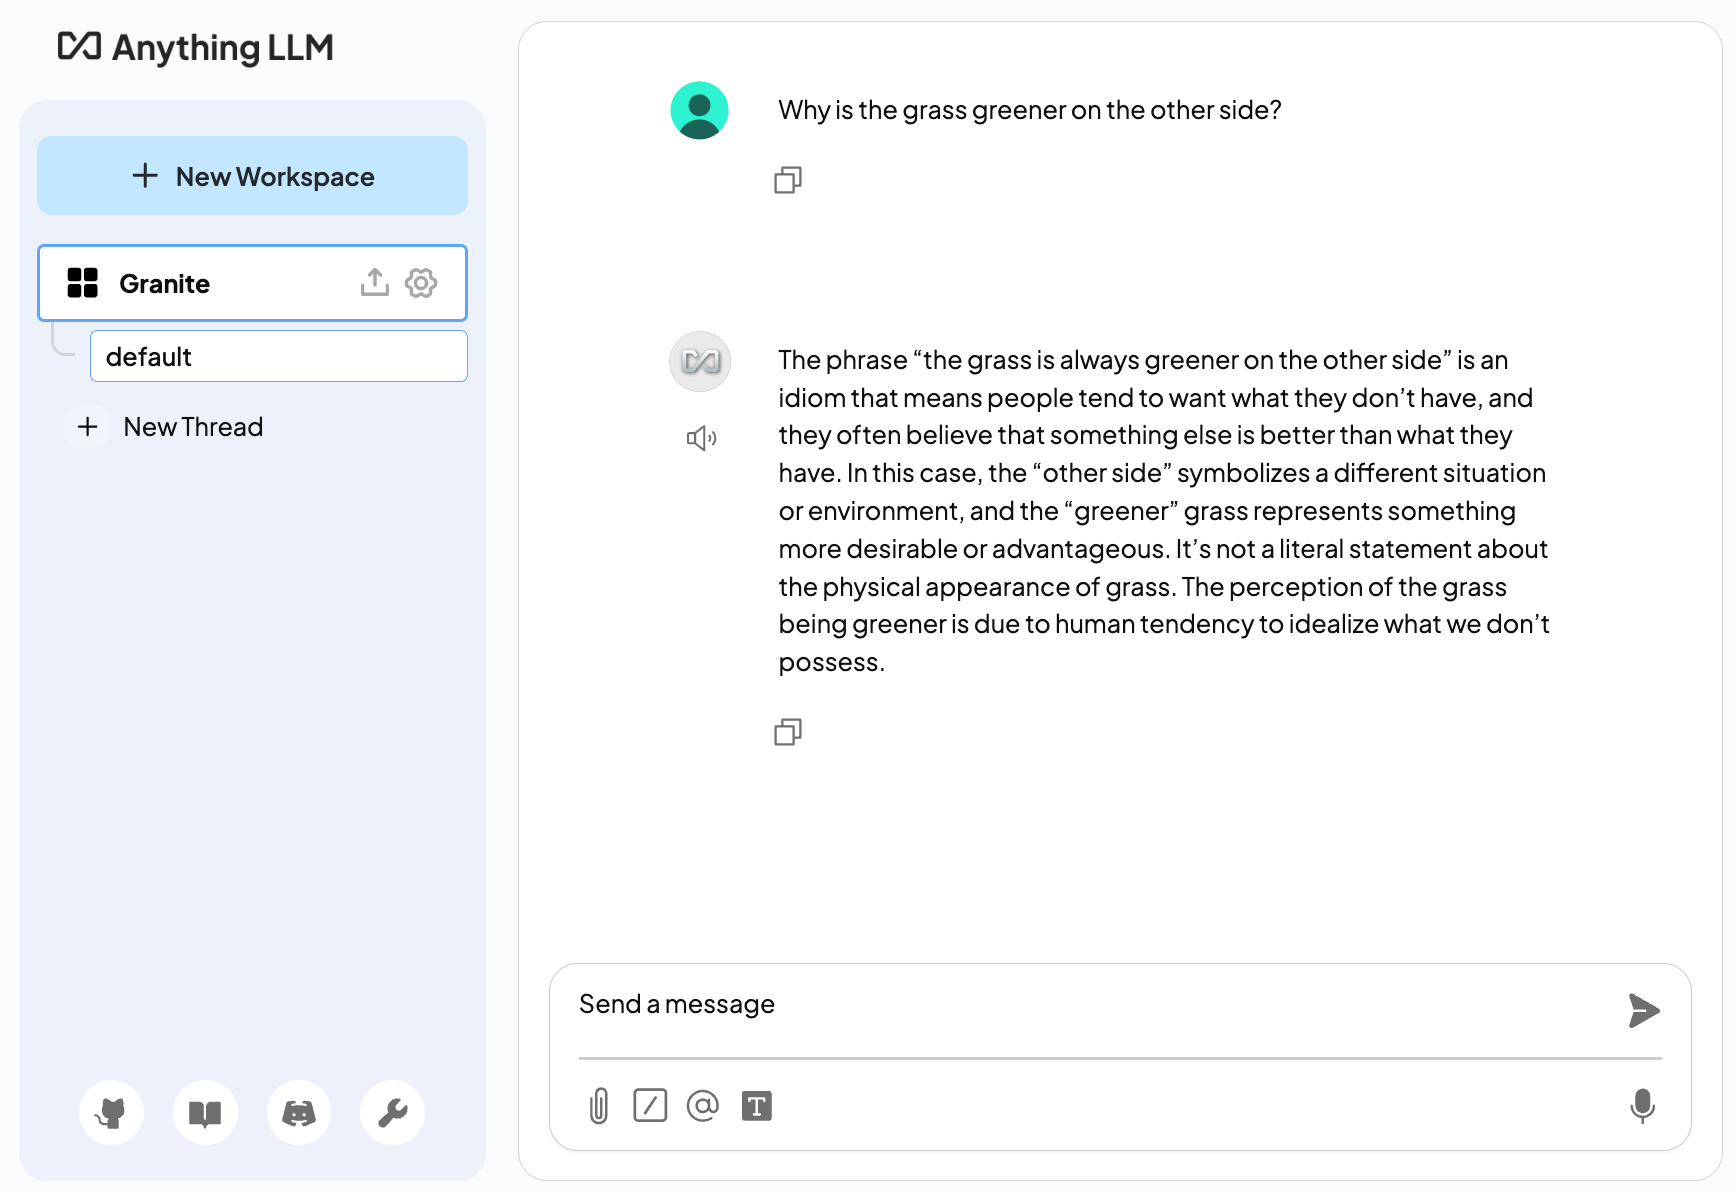 Anything LLM
New Workspace
Granite
default
New Thread
Why is the grass greener on the other side?
The phrase “the grass is always greener on the other side” is an
idiom that means people tend to want what they don’t have, and
they often believe that something else is better than what they
have. In this case, the “other side” symbolizes a different situation
or environment, and the “greener” grass represents something
more desirable or advantageous. It’s not a literal statement about
the physical appearance of grass. The perception of the grass
being greener is due to human tendency to idealize what we don’t
possess.
Send a message